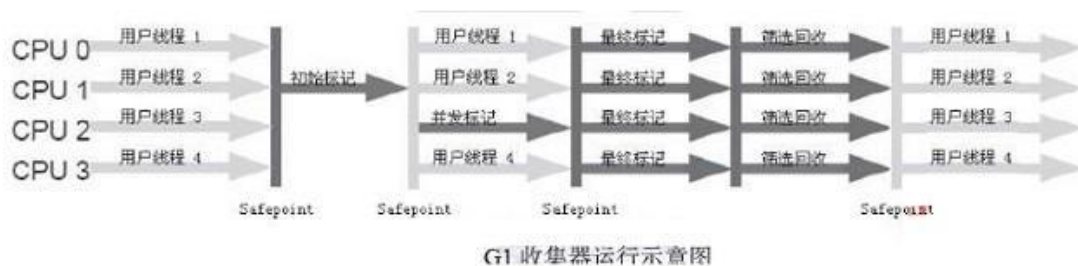 用户线程 1 用户线程 1 最终标记 筛选回收 用户线程 1
CPU 0
用户线程 2 初始标记 用户线程 2 最终标记 筛选回收 用户线程 2
CPU 1
用户线程 3 并发标记 最终标记 筛选回收 用户线程 3
CPU 2
用户线程 4 用户线程 4 最终标记 筛选回收 用户线程 4
CPU 3
Safepoint Safepoint Safepoint Safepoint
G1 收集器运行示意图